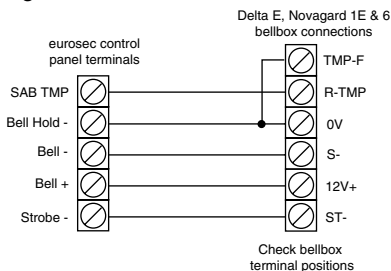 Delta E, Novagard 1E & 6
bellbox connections
eurosec control
panel terminals
TMP-F
SAB TMP
R-TMP
Bell Hold -
0V
Bell -
S-
Bell +
12V+
Strobe -
ST-
Check bellbox
terminal positions